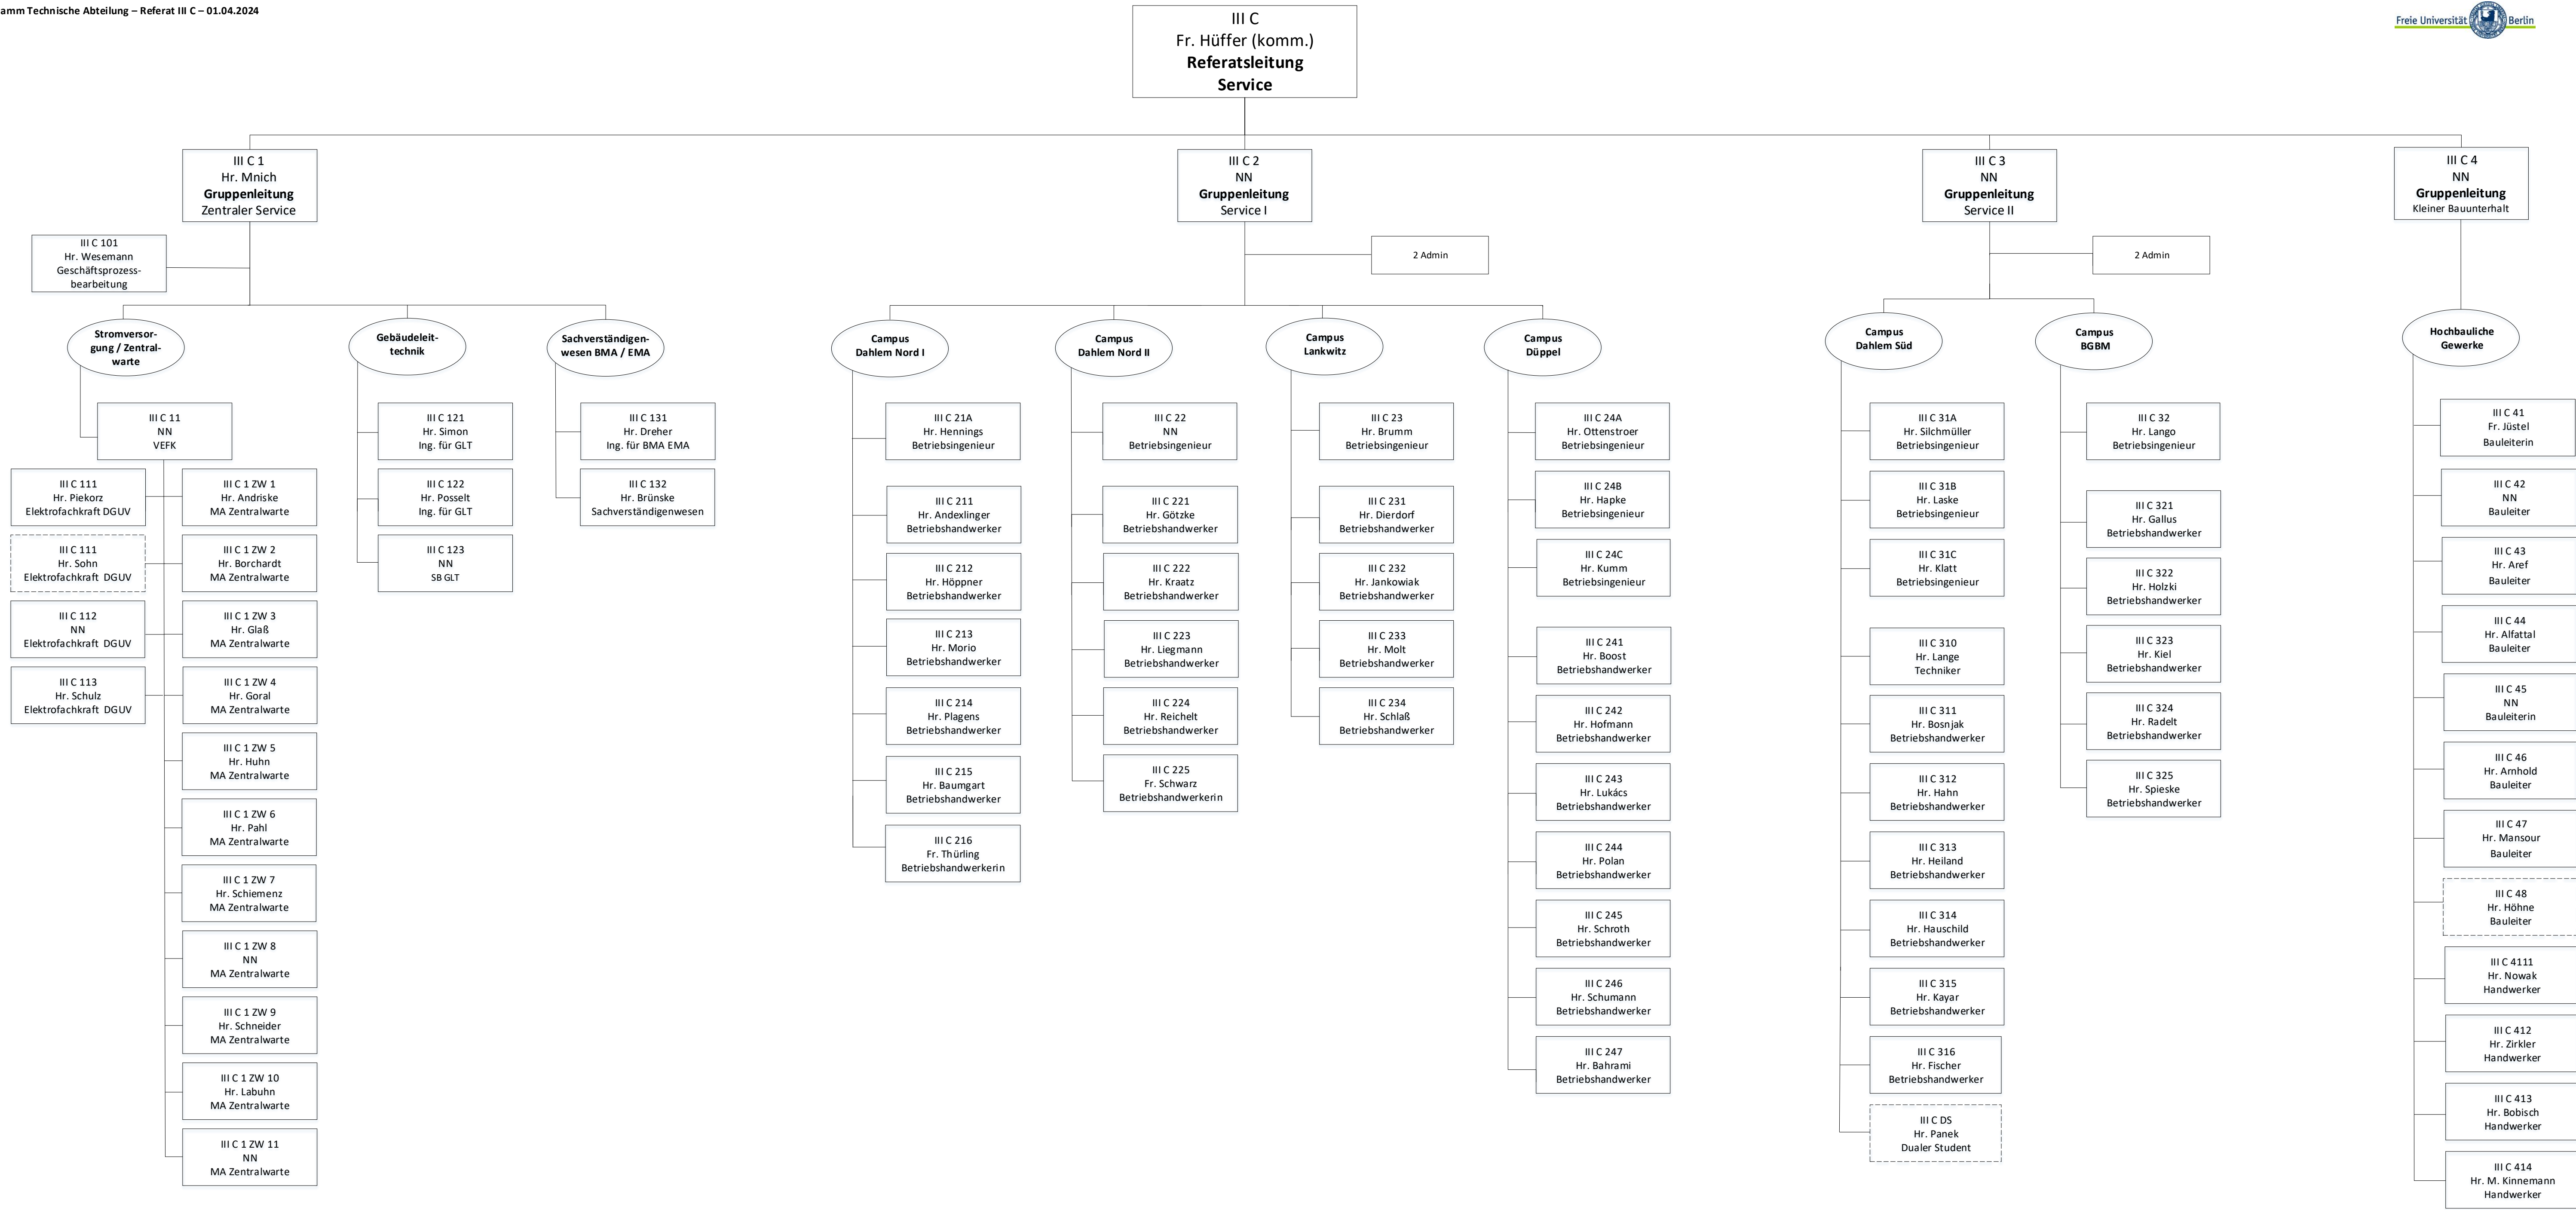 amm Technische Abteilung – Referat III C – 01.04.2024
Freie Universität Berlin
III C
Fr. Hüffer (komm.)
Referatsleitung
Service
III C 1
Hr. Mnich
Gruppenleitung
Zentraler Service
III C 2
NN
Gruppenleitung
Service I
III C 3
NN
Gruppenleitung
Service II
III C 4
NN
Gruppenleitung
Kleiner Bauunterhalt
III C 101
Hr. Wesemann
Geschäftsprozess-
bearbeitung
2 Admin
2 Admin
Stromversor-
gung / Zentral-
warte
Gebäudeleit-
technik
Sachverständigen-
wesen BMA / EMA
Campus
Dahlem Nord I
Campus
Dahlem Nord II
Campus
Lankwitz
Campus
Düppel
Campus
Dahlem Süd
Campus
BGBM
Hochbauliche
Gewerke
III C 11
NN
VEFK
III C 111
Hr. Piekorz
Elektrofachkraft DGUV
III C 111
Hr. Sohn
Elektrofachkraft DGUV
III C 112
NN
Elektrofachkraft DGUV
III C 113
Hr. Schulz
Elektrofachkraft DGUV
III C 1 ZW 1
Hr. Andriske
MA Zentralwarte
III C 1 ZW 2
Hr. Borchardt
MA Zentralwarte
III C 1 ZW 3
Hr. Glaß
MA Zentralwarte
III C 1 ZW 4
Hr. Goral
MA Zentralwarte
III C 1 ZW 5
Hr. Huhn
MA Zentralwarte
III C 1 ZW 6
Hr. Pahl
MA Zentralwarte
III C 1 ZW 7
Hr. Schiemenz
MA Zentralwarte
III C 1 ZW 8
NN
MA Zentralwarte
III C 1 ZW 9
Hr. Schneider
MA Zentralwarte
III C 1 ZW 10
Hr. Labuhn
MA Zentralwarte
III C 1 ZW 11
NN
MA Zentralwarte
III C 121
Hr. Simon
Ing. für GLT
III C 122
Hr. Posselt
Ing. für GLT
III C 123
NN
SB GLT
III C 131
Hr. Dreher
Ing. für BMA EMA
III C 132
Hr. Brünske
Sachverständigenwesen
III C 21A
Hr. Hennings
Betriebsingenieur
III C 211
Hr. Andexlinger
Betriebshandwerker
III C 212
Hr. Höppner
Betriebshandwerker
III C 213
Hr. Morio
Betriebshandwerker
III C 214
Hr. Plagens
Betriebshandwerker
III C 215
Hr. Baumgart
Betriebshandwerker
III C 216
Fr. Thürling
Betriebshandwerkerin
III C 22
NN
Betriebsingenieur
III C 221
Hr. Götzke
Betriebshandwerker
III C 222
Hr. Kraatz
Betriebshandwerker
III C 223
Hr. Liegmann
Betriebshandwerker
III C 224
Hr. Reichelt
Betriebshandwerker
III C 225
Fr. Schwarz
Betriebshandwerkerin
III C 23
Hr. Brumm
Betriebsingenieur
III C 231
Hr. Dierdorf
Betriebshandwerker
III C 232
Hr. Jankowiak
Betriebshandwerker
III C 233
Hr. Molt
Betriebshandwerker
III C 234
Hr. Schlaß
Betriebshandwerker
III C 24A
Hr. Ottenstroer
Betriebsingenieur
III C 24B
Hr. Hapke
Betriebsingenieur
III C 24C
Hr. Kumm
Betriebsingenieur
III C 241
Hr. Boost
Betriebshandwerker
III C 242
Hr. Hofmann
Betriebshandwerker
III C 243
Hr. Lukács
Betriebshandwerker
III C 244
Hr. Polan
Betriebshandwerker
III C 245
Hr. Schroth
Betriebshandwerker
III C 246
Hr. Schumann
Betriebshandwerker
III C 247
Hr. Bahrami
Betriebshandwerker
III C 31A
Hr. Silchmüller
Betriebsingenieur
III C 31B
Hr. Laske
Betriebsingenieur
III C 31C
Hr. Klatt
Betriebsingenieur
III C 310
Hr. Lange
Techniker
III C 311
Hr. Bosnjak
Betriebshandwerker
III C 312
Hr. Hahn
Betriebshandwerker
III C 313
Hr. Heiland
Betriebshandwerker
III C 314
Hr. Hauschild
Betriebshandwerker
III C 315
Hr. Kayar
Betriebshandwerker
III C 316
Hr. Fischer
Betriebshandwerker
III C DS
Hr. Panek
Dualer Student
III C 32
Hr. Lango
Betriebsingenieur
III C 321
Hr. Gallus
Betriebshandwerker
III C 322
Hr. Holzki
Betriebshandwerker
III C 323
Hr. Kiel
Betriebshandwerker
III C 324
Hr. Radelt
Betriebshandwerker
III C 325
Hr. Spieske
Betriebshandwerker
III C 41
Fr. Jüstel
Bauleiterin
III C 42
NN
Bauleiter
III C 43
Hr. Aref
Bauleiter
III C 44
Hr. Alfattal
Bauleiter
III C 45
NN
Bauleiterin
III C 46
Hr. Arnhold
Bauleiter
III C 47
Hr. Mansour
Bauleiter
III C 48
Hr. Höhne
Bauleiter
III C 4111
Hr. Nowak
Handwerker
III C 412
Hr. Zirkler
Handwerker
III C 413
Hr. Bobisch
Handwerker
III C 414
Hr. M. Kinnemann
Handwerker